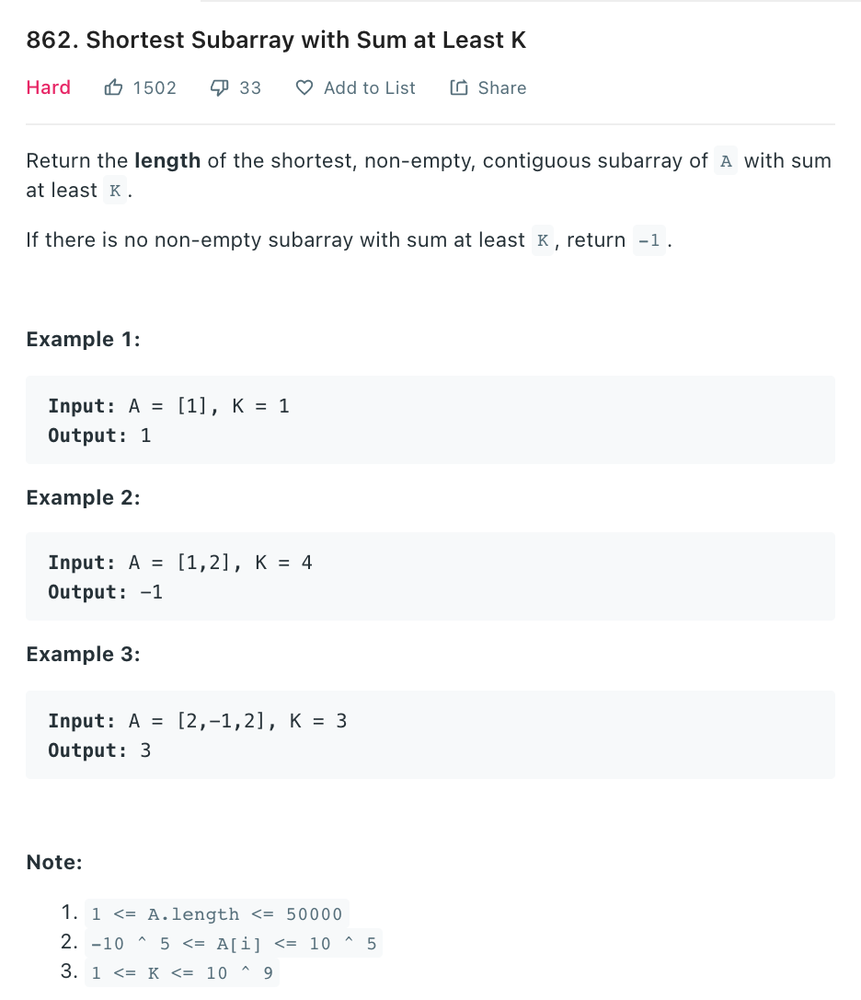 862. Shortest Subarray with Sum at Least K
Hard 1502 33 Add to List Share
Return the length of the shortest, non-empty, contiguous subarray of A with sum
at least K.
If there is no non-empty subarray with sum at least K, return -1.
Example 1:
Input: A = [1], K = 1
Output: 1
Example 2:
Input: A = [1,2], K = 4
Output: -1
Example 3:
Input: A = [2,-1,2], K = 3
Output: 3
Note:
1. 1 <= A.length <= 50000
2. -10 ^ 5 <= A[i] <= 10 ^ 5
3. 1 <= K <= 10 ^ 9